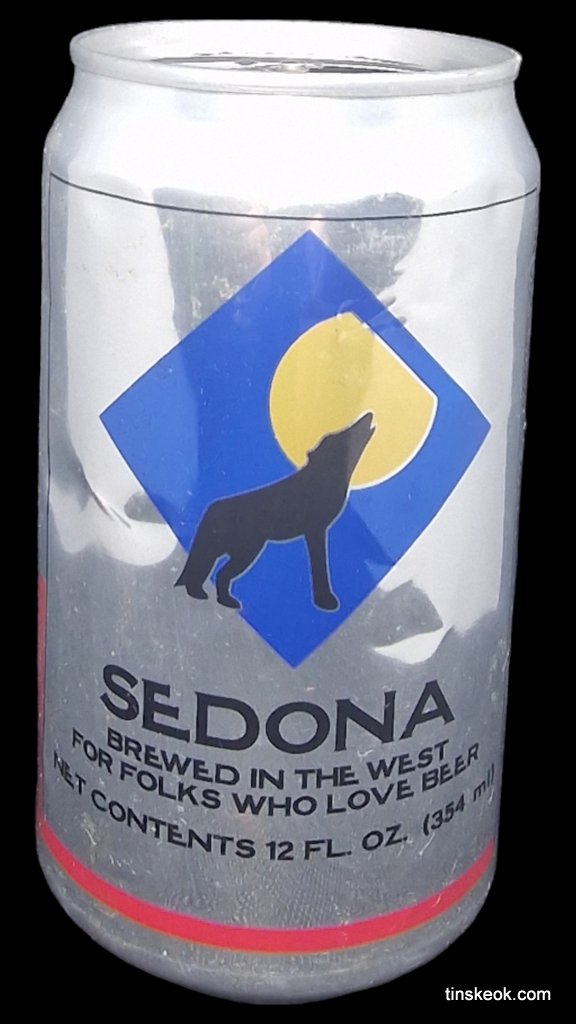 SEDONA
BREWED IN THE WEST
FOR FOLKS WHO LOVE BEER
NET CONTENTS 12 FL. OZ. (354 ml)
tinskeok.com